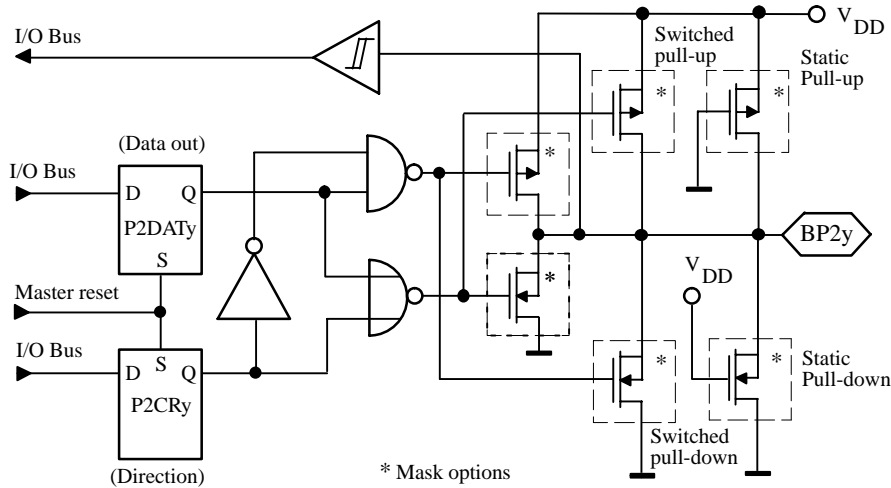 I/O Bus
V DD
Switched
pull-up
*
Static
Pull-up
*
(Data out)
I/O Bus
D Q
P2DATy
S
*
BP2y
Master reset
*
V DD
I/O Bus
S
D Q
P2CRy
*
Static
Pull-down
*
Switched
pull-down
(Direction)
* Mask options